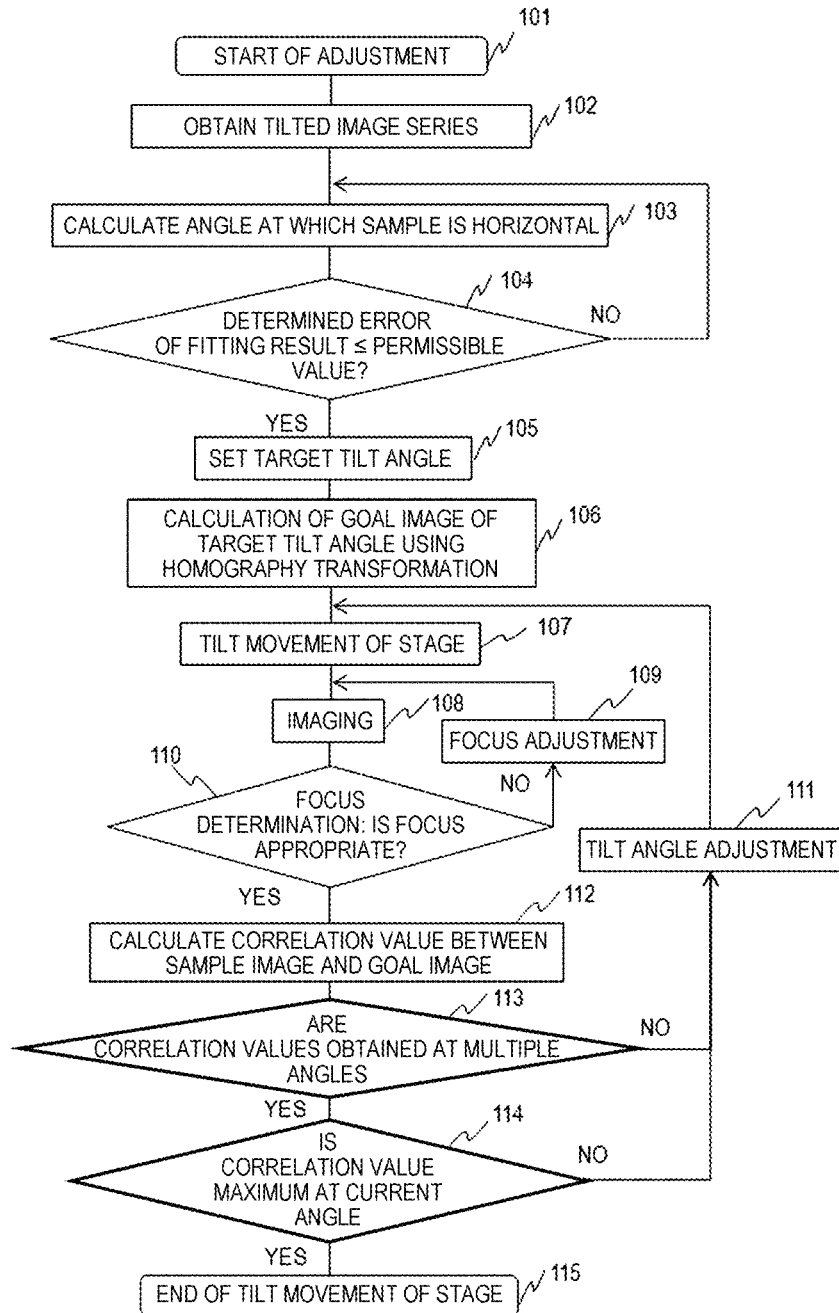 101
START OF ADJUSTMENT
102
OBTAIN TILTED IMAGE SERIES
CALCULATE ANGLE AT WHICH SAMPLE IS HORIZONTAL
103
104
NO
DETERMINED ERROR
OF FITTING RESULT ≤ PERMISSIBLE
VALUE?
YES
105
SET TARGET TILT ANGLE
CALCULATION OF GOAL IMAGE OF
TARGET TILT ANGLE USING
HOMOGRAPHY TRANSFORMATION
106
TILT MOVEMENT OF STAGE
107
109
IMAGING
108
FOCUS ADJUSTMENT
110
NO
FOCUS
DETERMINATION: IS FOCUS
APPROPRIATE?
111
TILT ANGLE ADJUSTMENT
YES
112
CALCULATE CORRELATION VALUE BETWEEN
SAMPLE IMAGE AND GOAL IMAGE
113
NO
ARE
CORRELATION VALUES OBTAINED AT MULTIPLE
ANGLES
YES
114
NO
IS
CORRELATION VALUE
MAXIMUM AT CURRENT
ANGLE
YES
115
END OF TILT MOVEMENT OF STAGE